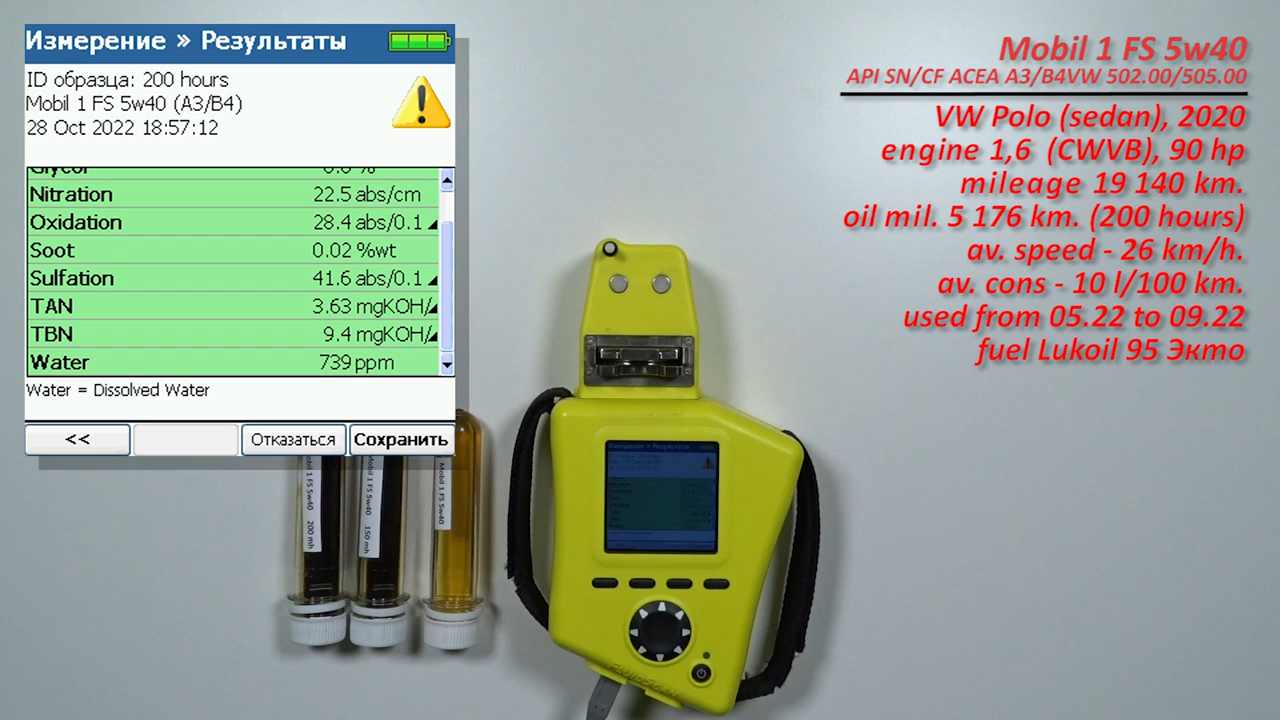 Измерение » Результаты
ID образца: 200 hours
Mobil 1 FS 5w40 (A3/B4)
28 Oct 2022 18:57:12
Nitration 22.5 abs/cm
Oxidation 28.4 abs/0.1
Soot 0.02 %wt
Sulfation 41.6 abs/0.1
TAN 3.63 mgKOH/
TBN 9.4 mgKOH/
Water 739 ppm
Water = Dissolved Water
<<
Отказаться
Сохранить
Mobil 1 FS 5w40
API SN/CF ACEA A3/B4VW 502.00/505.00
VW Polo (sedan), 2020
engine 1,6 (CWVB), 90 hp
mileage 19 140 km.
oil mil. 5 176 km. (200 hours)
av. speed - 26 km/h.
av. cons - 10 l/100 km.
used from 05.22 to 09.22
fuel Lukoil 95 Экто
Mobil 1 FS 5w40 200 mh
Mobil 1 FS 5w40 150 mh
Mobil 1 FS 5w40
FluidScan